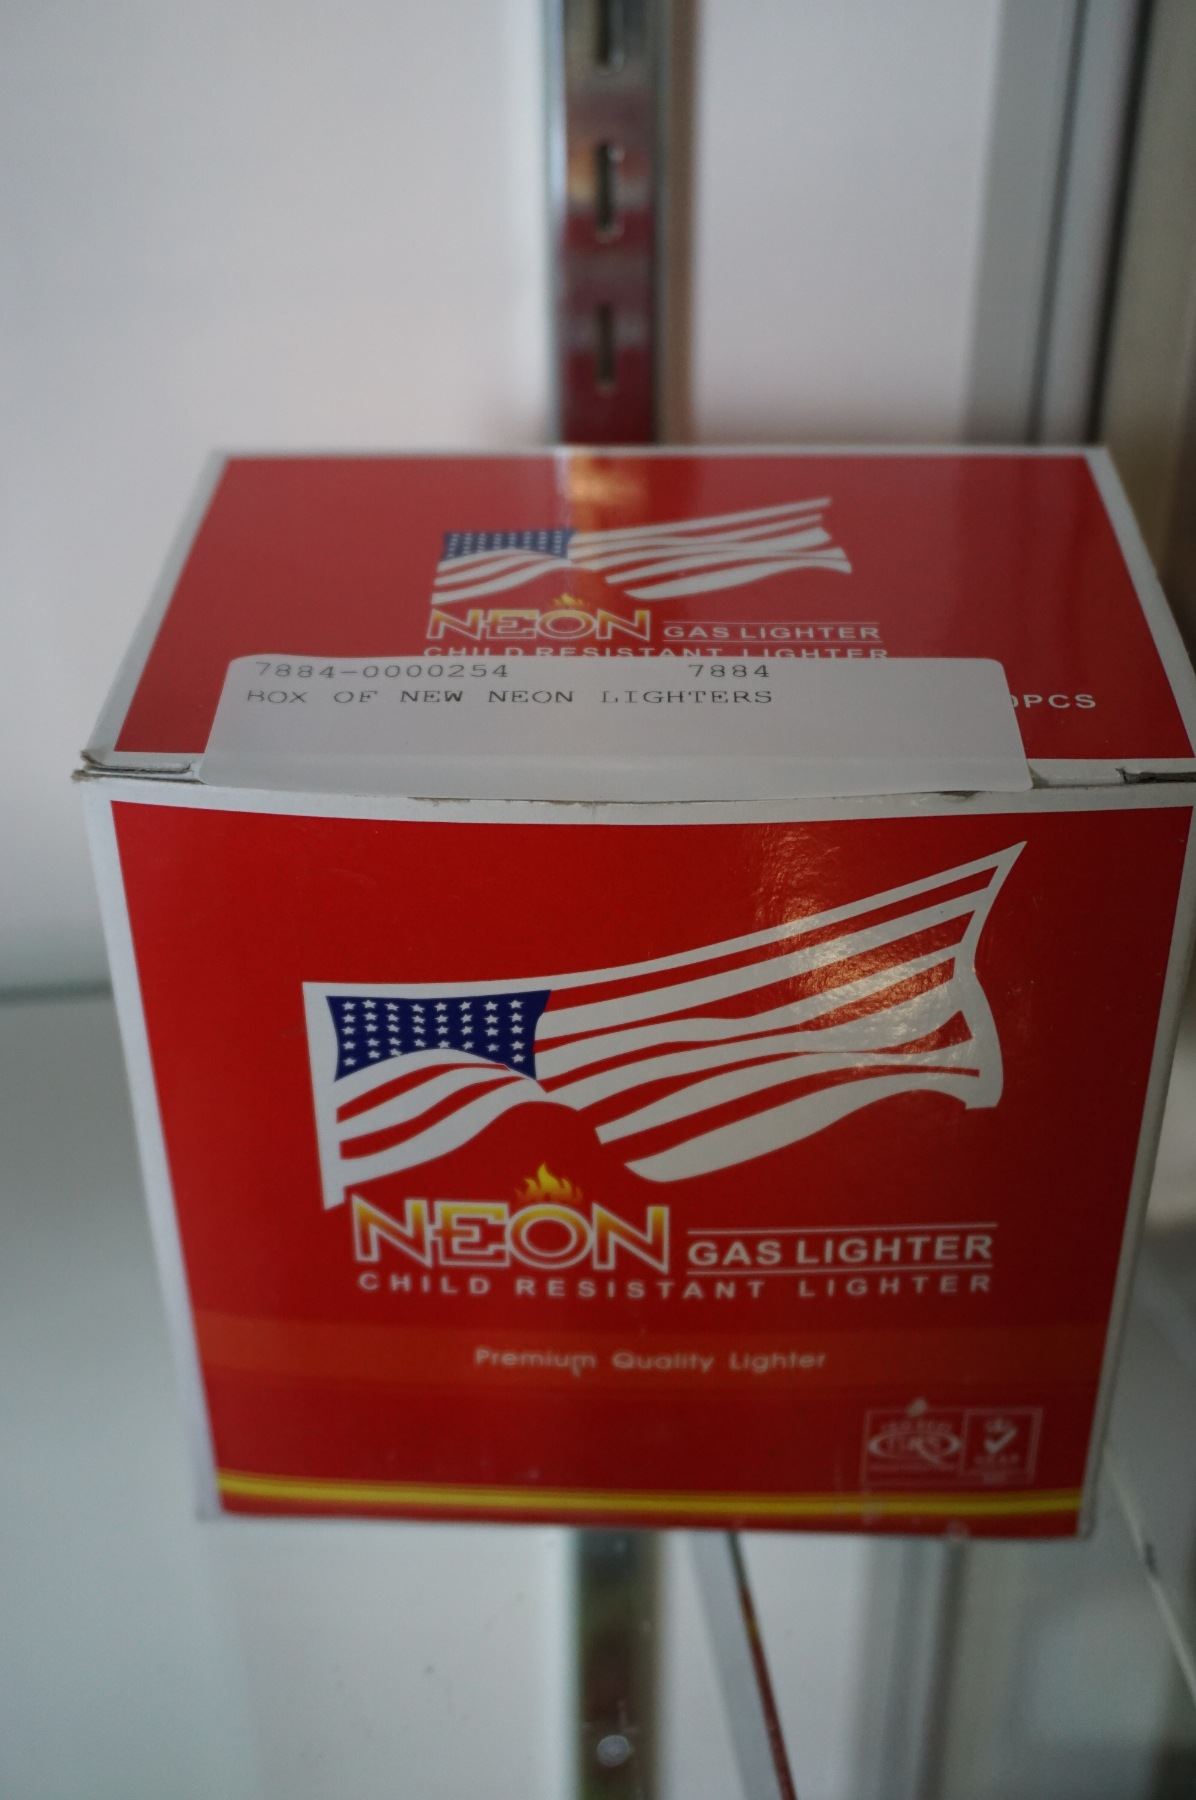 NEON GAS LIGHTER
CHILD RESISTANT LIGHTER
7884-0000254 7884
BOX OF NEW NEON LIGHTERS
0PCS
NEON GAS LIGHTER
CHILD RESISTANT LIGHTER
Premium Quality Lighter